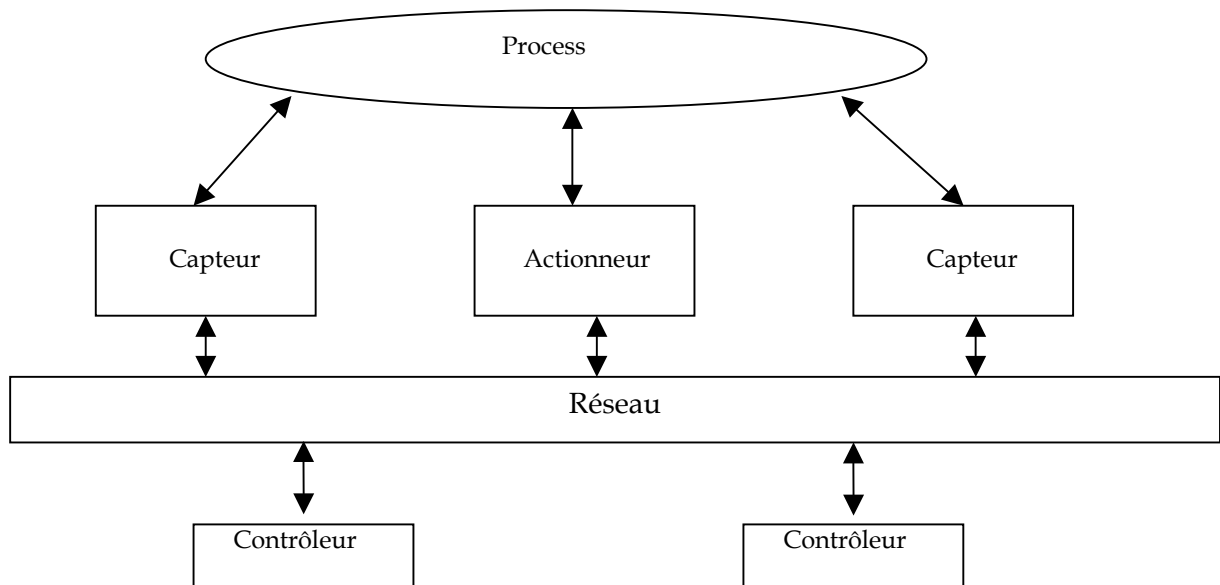 Process
Capteur
Actionneur
Capteur
Réseau
Contrôleur
Contrôleur